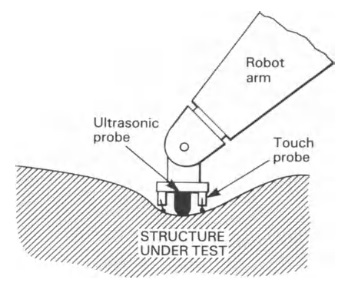 Robot
arm
Ultrasonic
probe
Touch
probe
STRUCTURE
UNDER TEST